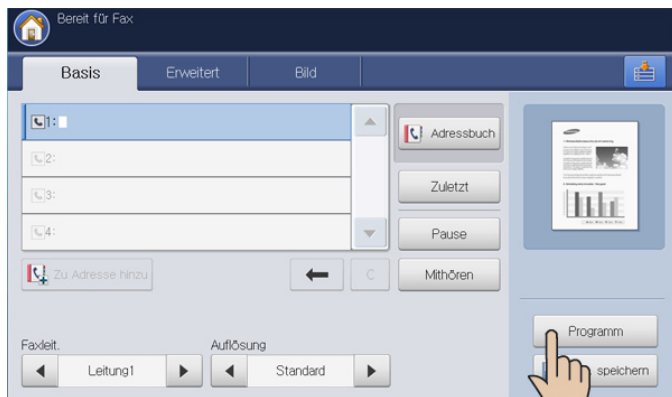 Bereit für Fax
Basis
Erweitert
Bild
1:
2:
3:
4:
Adressbuch
Zuletzt
Pause
Mithören
Zu Adresse hinzu
C
Faxleit.
Leitung1
Auflösung
Standard
Programm
speichern